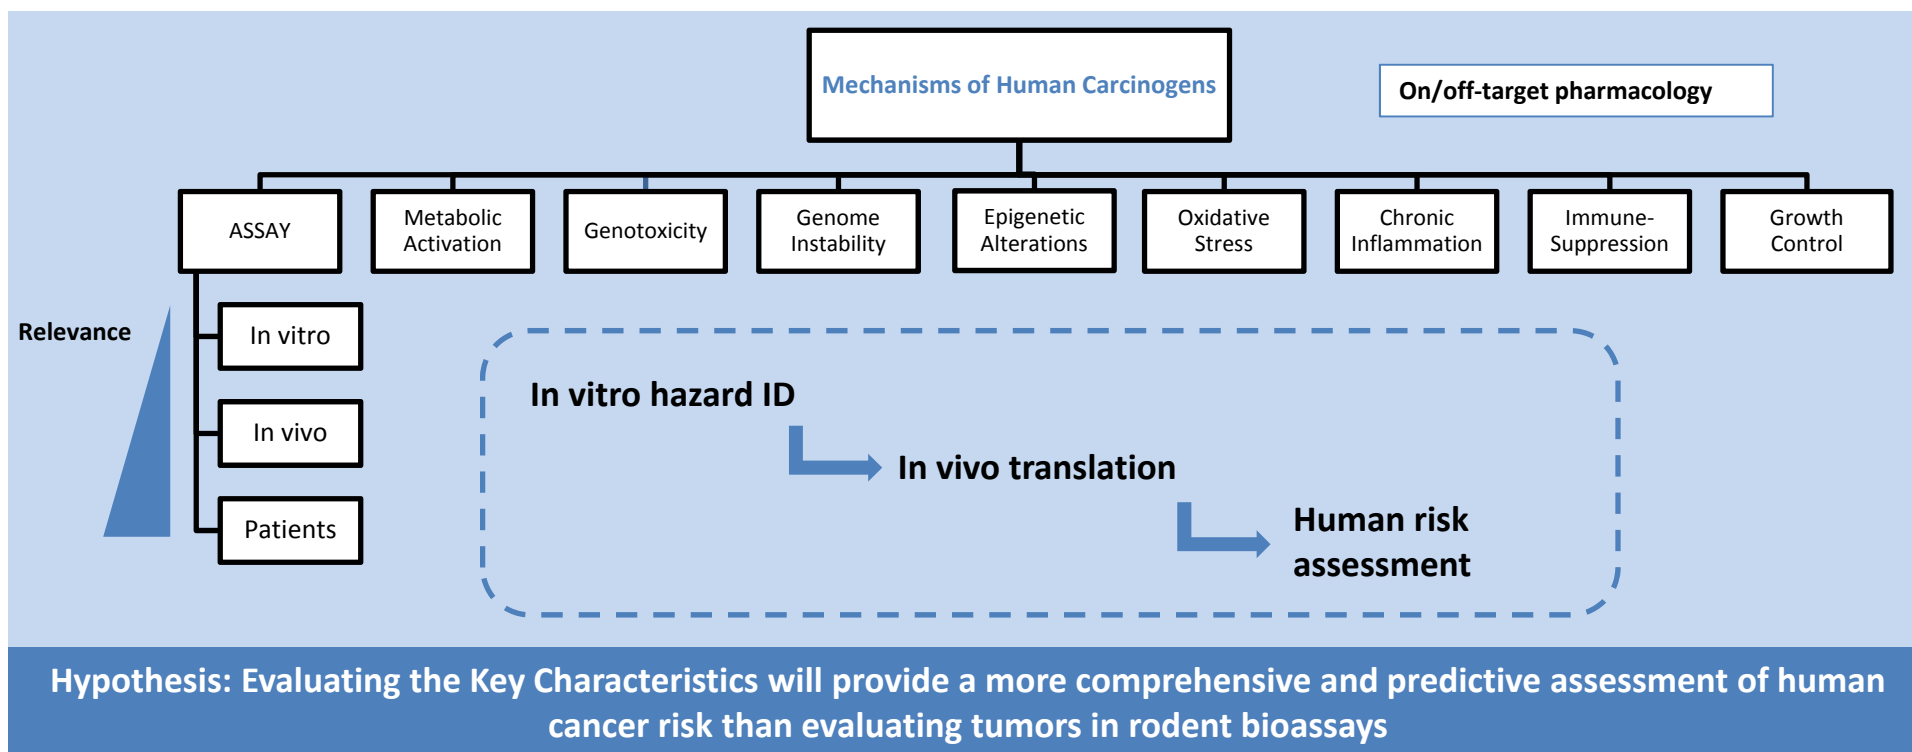 Mechanisms of Human Carcinogens
On/off-target pharmacology
ASSAY
Metabolic
Activation
Genotoxicity
Genome
Instability
Epigenetic
Alterations
Oxidative
Stress
Chronic
Inflammation
Immune-
Suppression
Growth
Control
Relevance
In vitro
In vivo
Patients
In vitro hazard ID
In vivo translation
Human risk
assessment
Hypothesis: Evaluating the Key Characteristics will provide a more comprehensive and predictive assessment of human
cancer risk than evaluating tumors in rodent bioassays